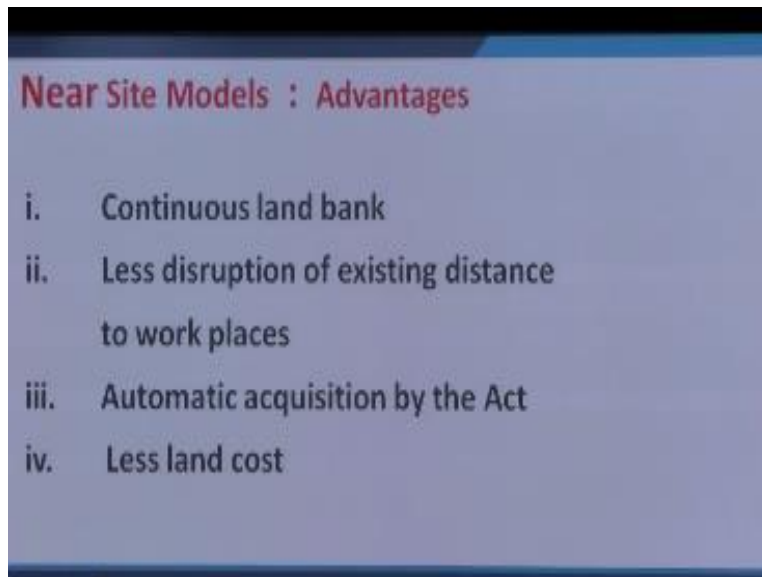 Near Site Models : Advantages
i. Continuous land bank
ii. Less disruption of existing distance
to work places
iii. Automatic acquisition by the Act
iv. Less land cost